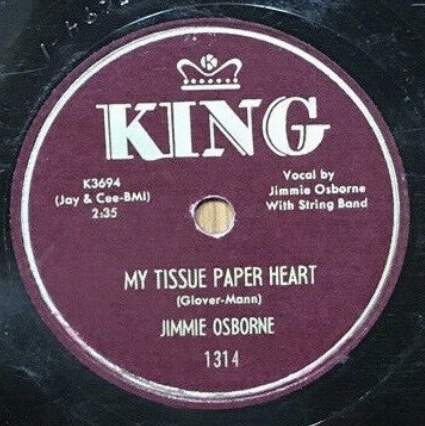 K
KING
K3694
(Jay & Cee-BMI)
2:35
Vocal by
Jimmie Osborne
With String Band
MY TISSUE PAPER HEART
(Glover-Mann)
JIMMIE OSBORNE
1314